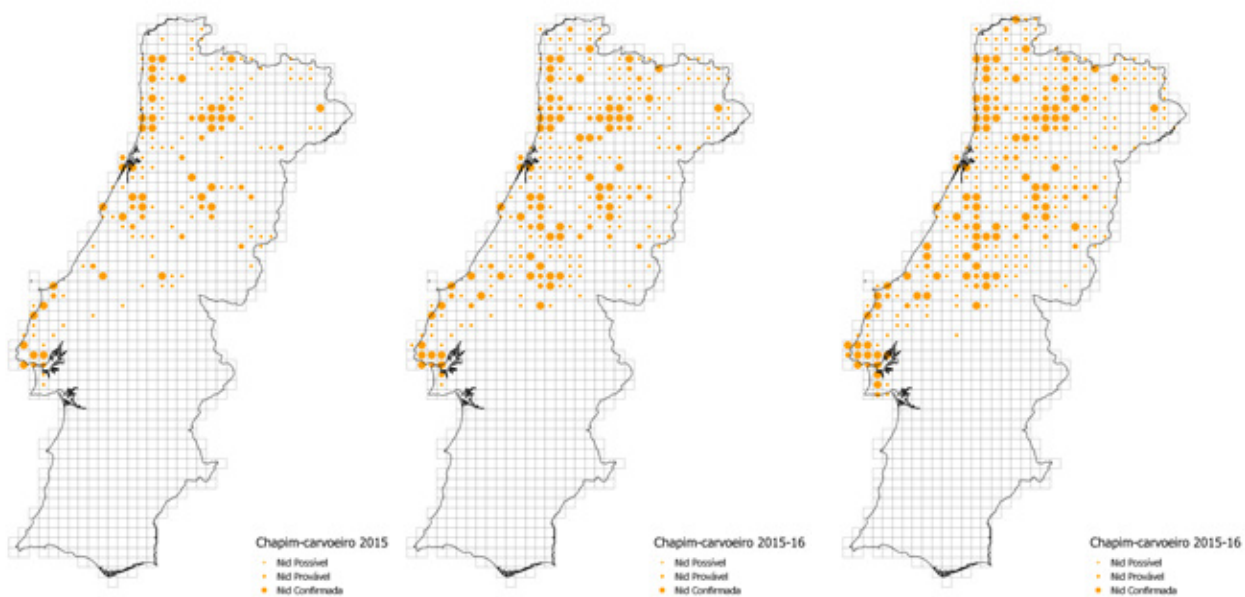 Chapim-carvoeiro 2015
Nid Possível
Nid Provável
Nid Confirmada
Chapim-carvoeiro 2015-16
Nid Possível
Nid Provável
Nid Confirmada
Chapim-carvoeiro 2015-16
Nid Possível
Nid Provável
Nid Confirmada